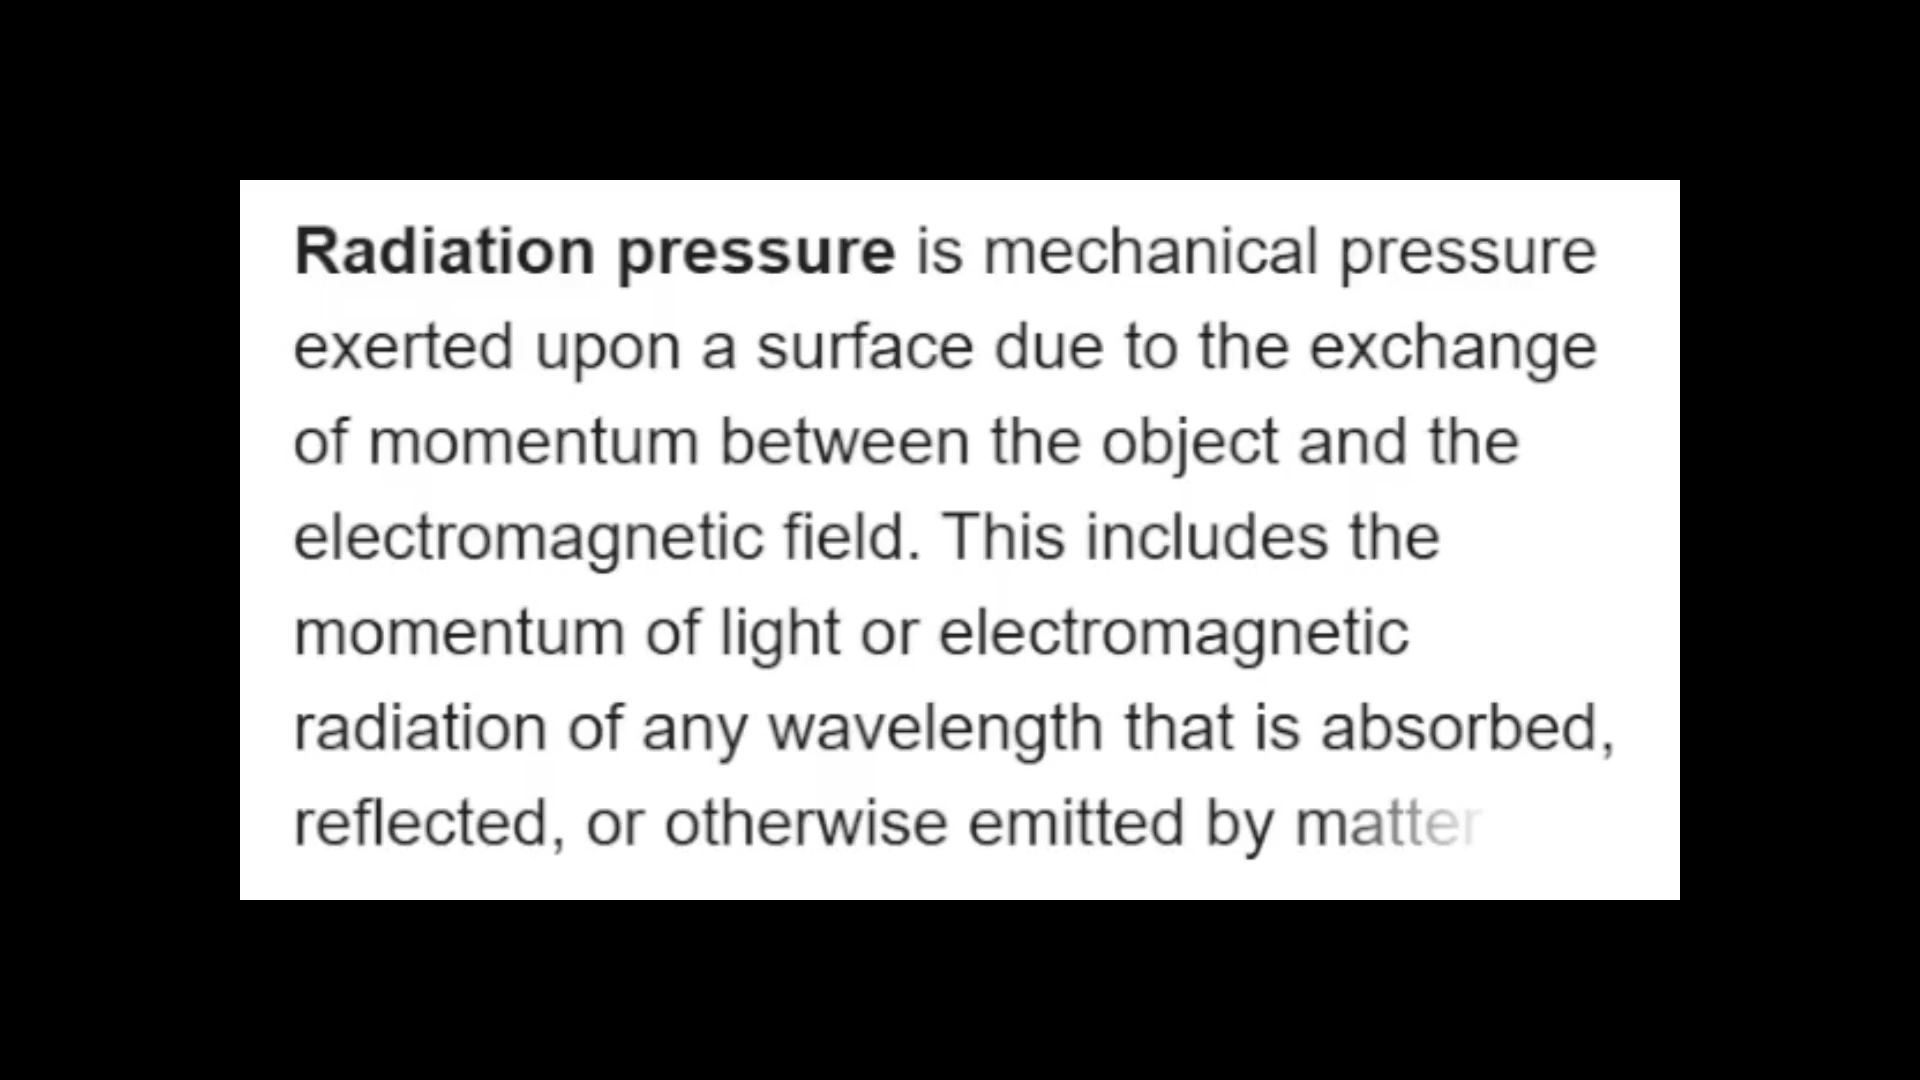 Radiation pressure is mechanical pressure
exerted upon a surface due to the exchange
of momentum between the object and the
electromagnetic field. This includes the
momentum of light or electromagnetic
radiation of any wavelength that is absorbed,
reflected, or otherwise emitted by matter